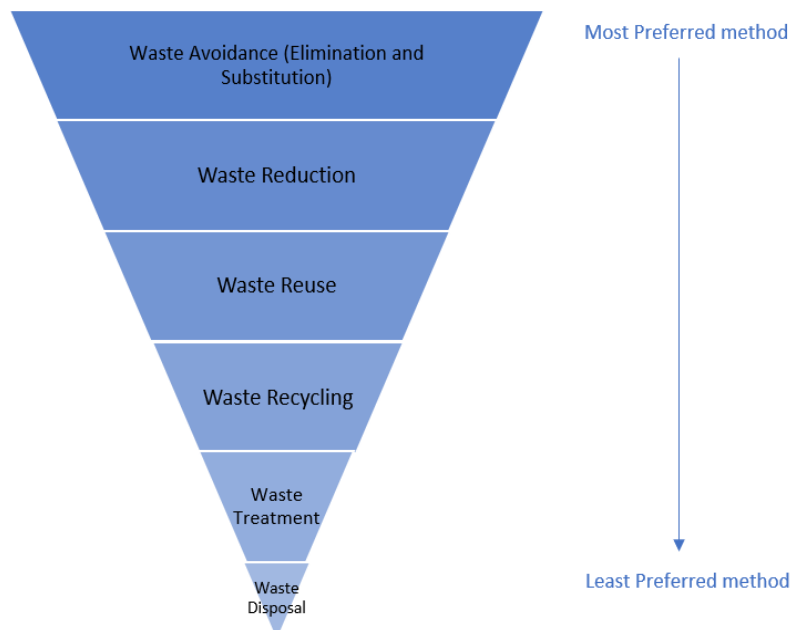 Waste Avoidance (Elimination and
Substitution)
Most Preferred method
Waste Reduction
Waste Reuse
Waste Recycling
Waste
Treatment
Waste
Disposal
Least Preferred method